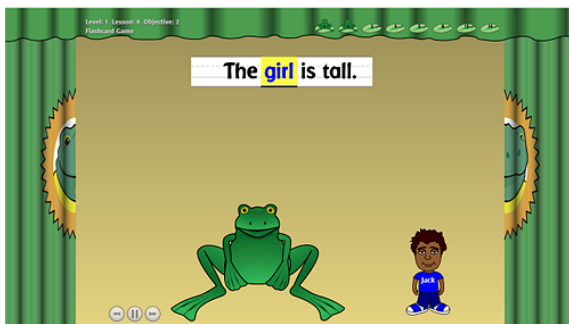 Level: 1 Lesson: 4 Objective: 2
Flashcard Game
The girl is tall.
Jack